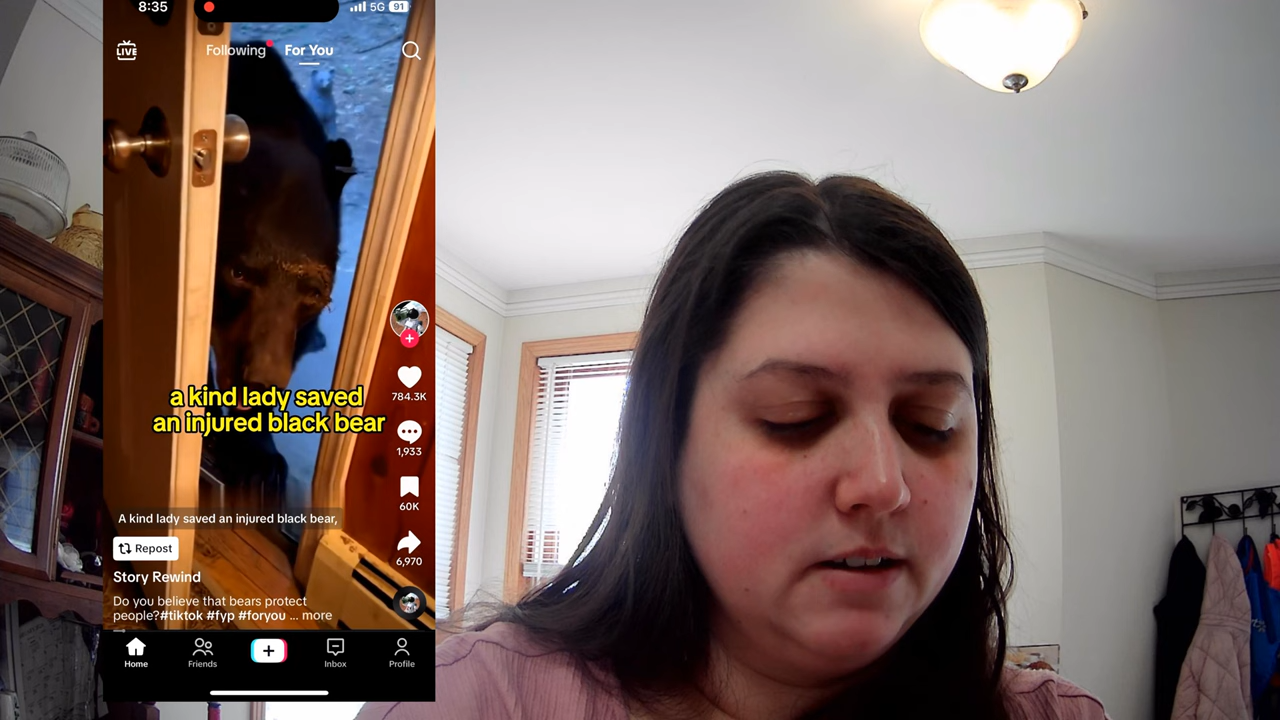 8:35
5G 91
LIVE
Following For You
784.3K
a kind lady saved
an injured black bear
1,933
60K
A kind lady saved an injured black bear,
Repost
6,970
Story Rewind
Do you believe that bears protect
people?#tiktok #fyp #foryou ... more
Home Friends Inbox Profile